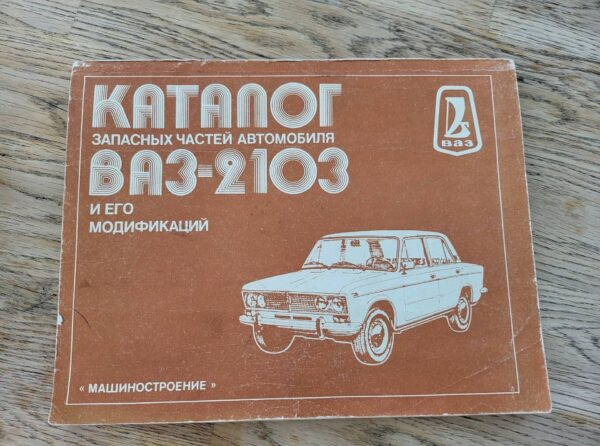 КАТАЛОГ
ЗАПАСНЫХ ЧАСТЕЙ АВТОМОБИЛЯ
ВАЗ-2103
И ЕГО
МОДИФИКАЦИЙ
ВАЗ
« МАШИНОСТРОЕНИЕ »